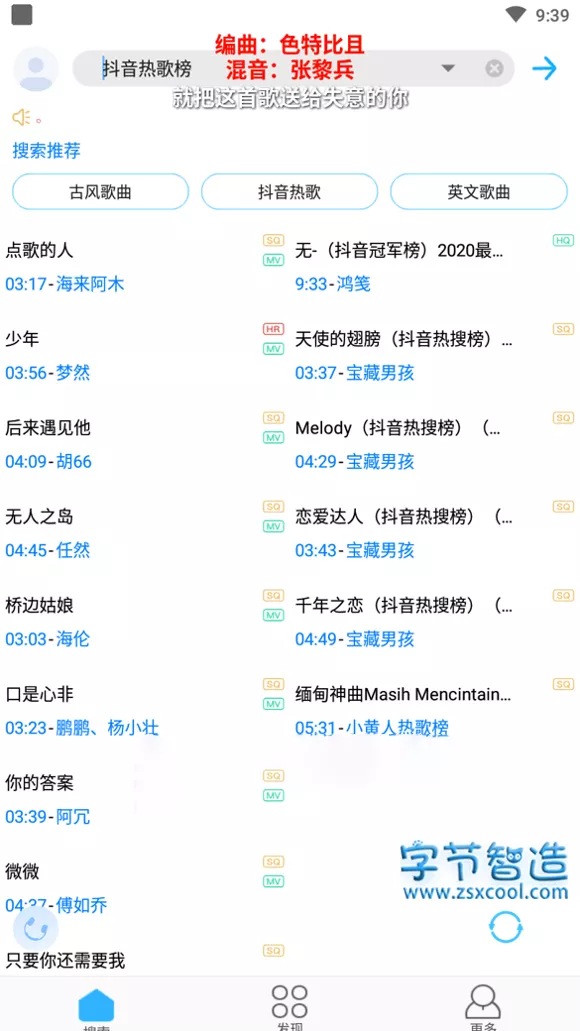 9:39
编曲：色特比且
抖音热歌榜
混音：张黎兵
就把这首歌送给失意的你
。
搜索推荐
古风歌曲
抖音热歌
英文歌曲
点歌的人
SQ
MV
03:17-海来阿木
无-（抖音冠军榜）2020最…
HQ
9:33-鸿笺
少年
HR
MV
03:56-梦然
天使的翅膀（抖音热搜榜）…
SQ
03:37-宝藏男孩
后来遇见他
SQ
MV
04:09-胡66
Melody（抖音热搜榜）（…
SQ
04:29-宝藏男孩
无人之岛
SQ
MV
04:45-任然
恋爱达人（抖音热搜榜）（…
SQ
03:43-宝藏男孩
桥边姑娘
SQ
MV
03:03-海伦
千年之恋（抖音热搜榜）（…
SQ
04:49-宝藏男孩
口是心非
SQ
MV
03:23-鹏鹏、杨小壮
缅甸神曲Masih Mencintain…
SQ
05:31-小黄人热歌榜
你的答案
SQ
MV
03:39-阿冗
微微
SQ
MV
04:37-傅如乔
只要你还需要我
SQ
字节智造
www.zsxcool.com
搜索
发现
更多